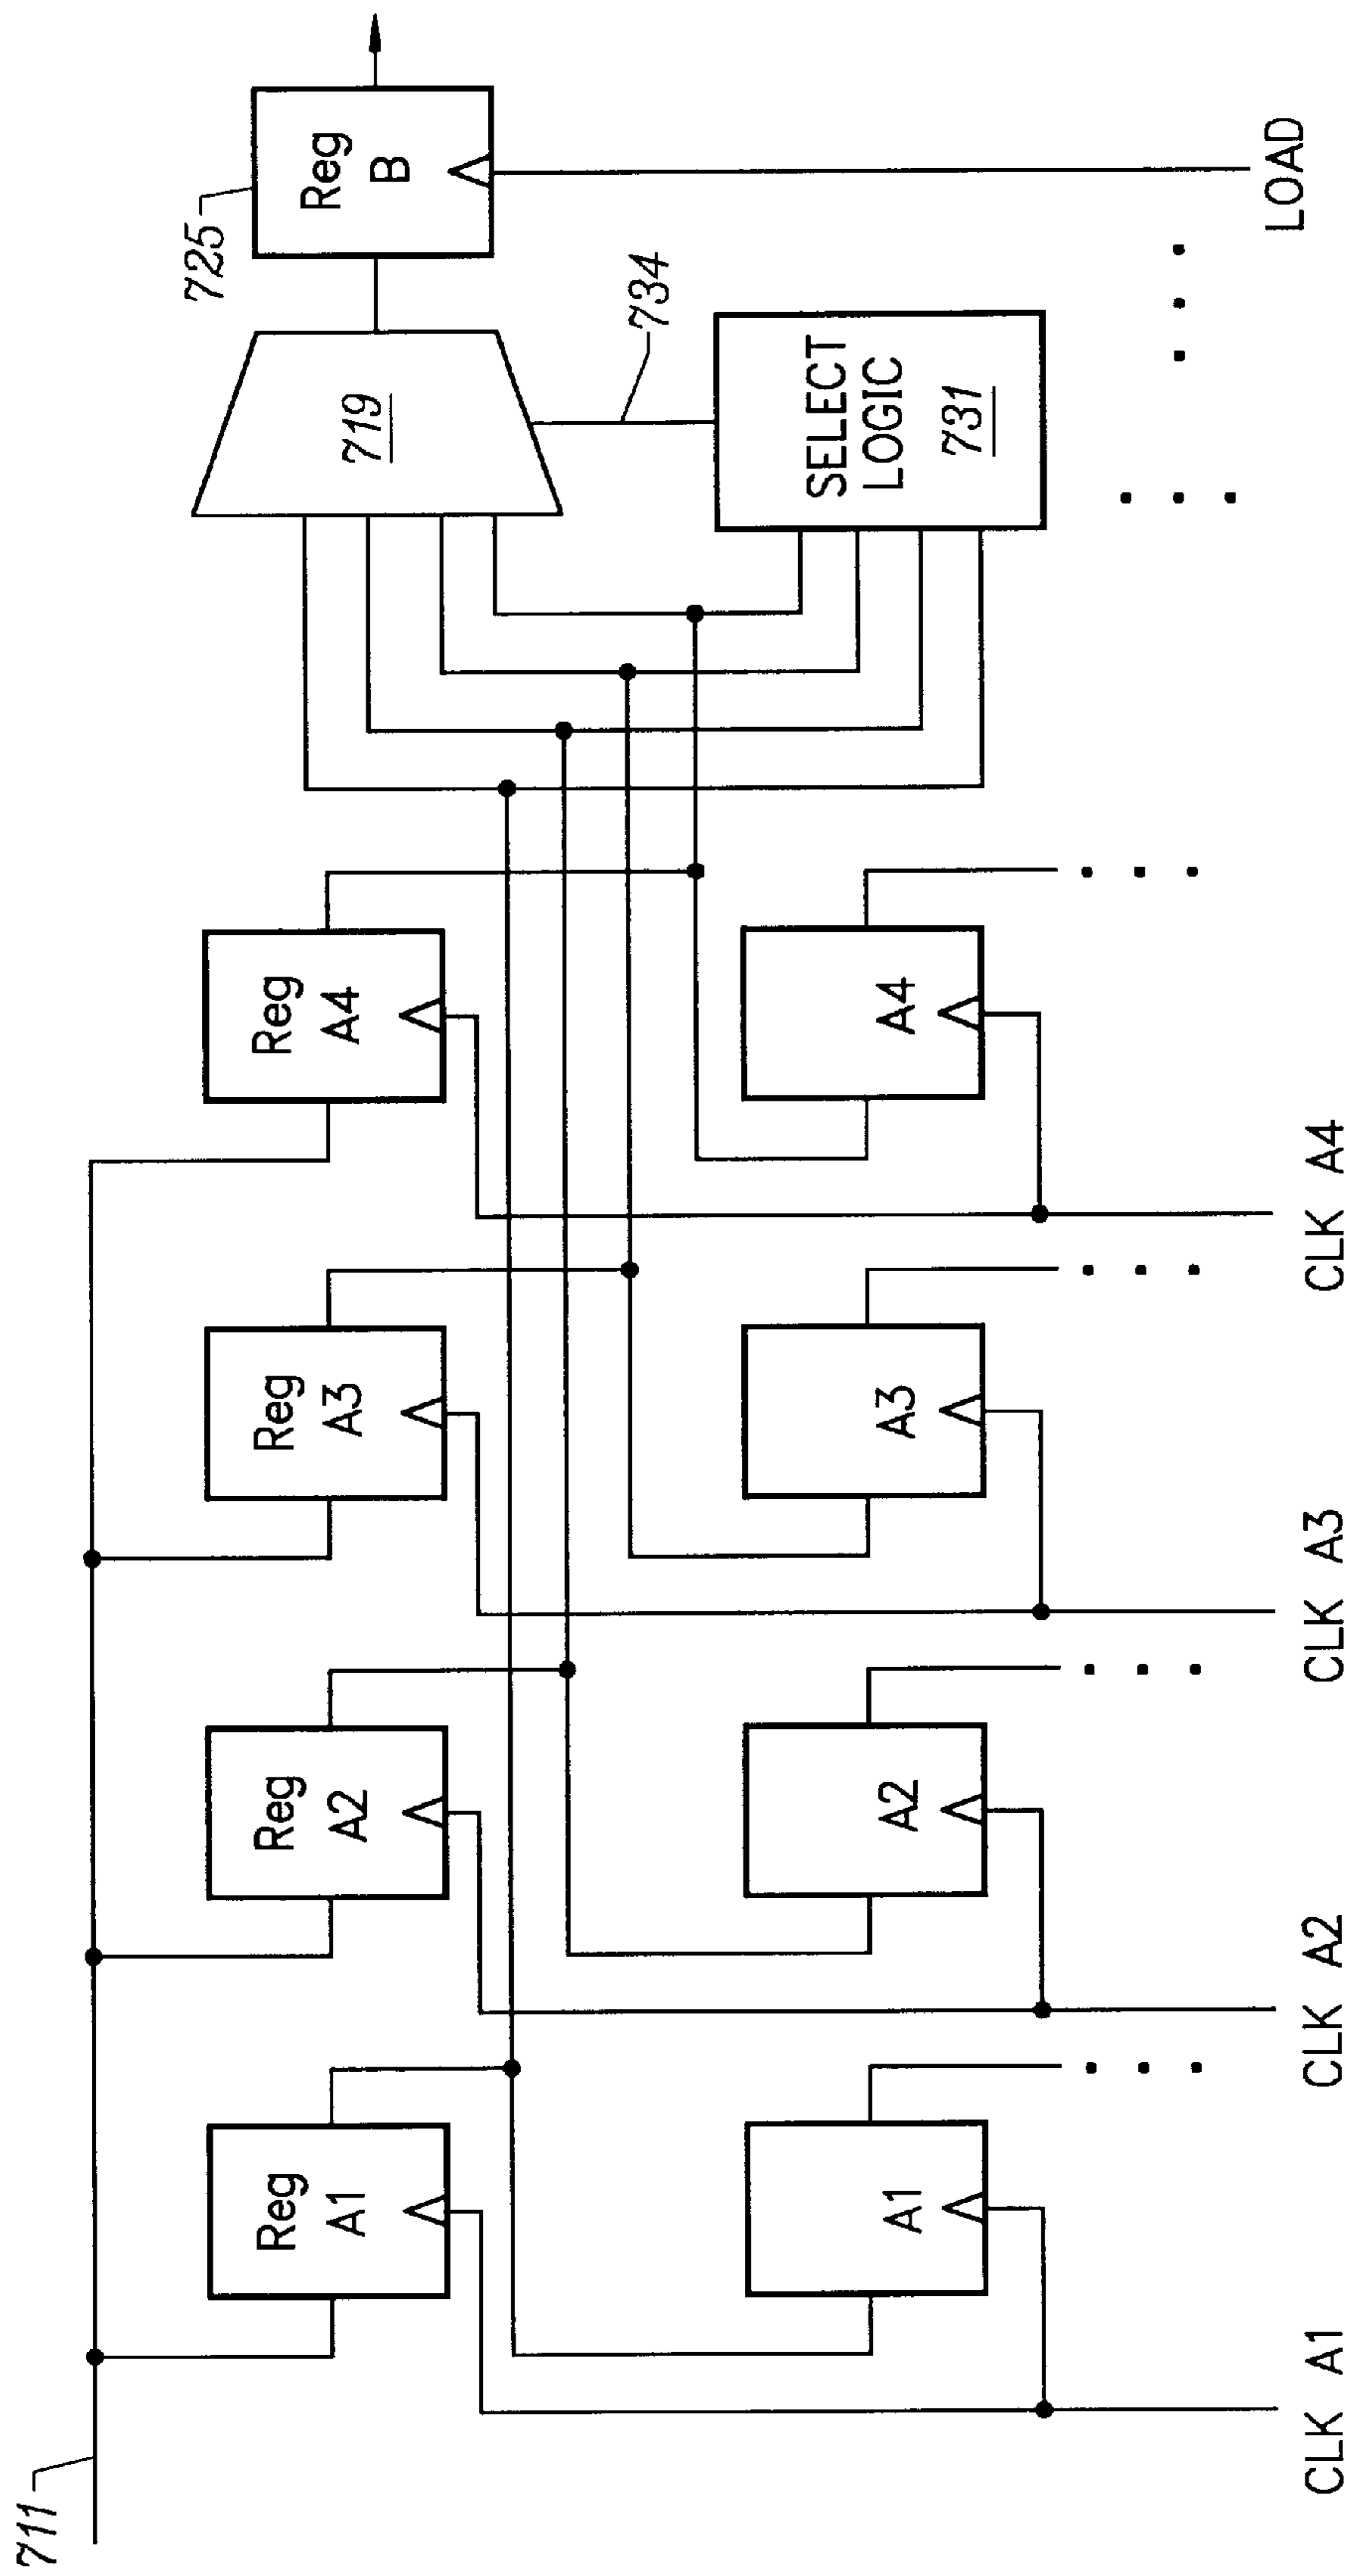 711
Reg
A1
Reg
A2
Reg
A3
Reg
A4
719
725
Reg
B
734
SELECT
LOGIC
731
A1
A2
A3
A4
CLK A1
CLK A2
CLK A3
CLK A4
LOAD